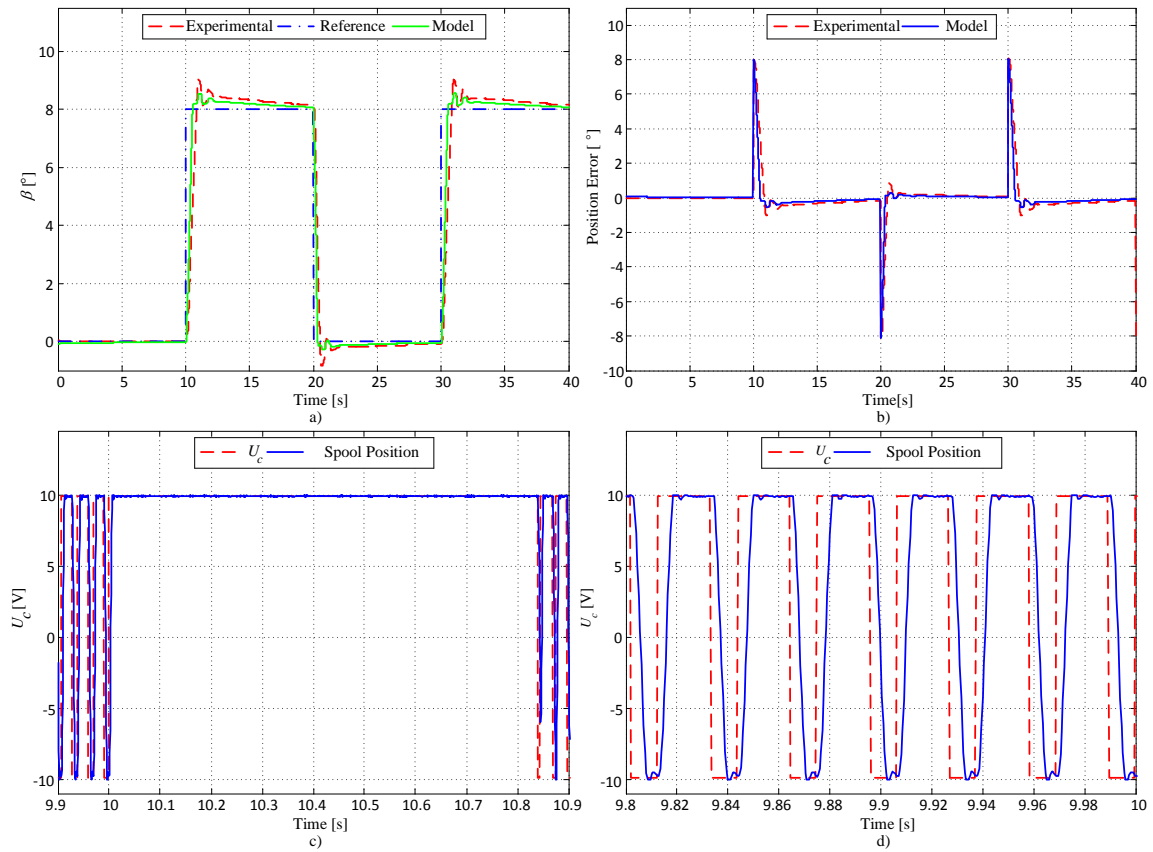 Experimental Reference Model
10
8
6
4
2
0
β [°]
0 5 10 15 20 25 30 35 40
Time [s]
a)
Experimental Model
10
8
6
4
2
0
-2
-4
-6
-8
-10
Position Error [ °]
0 5 10 15 20 25 30 35 40
Time[s]
b)
U_c Spool Position
10
5
0
-5
-10
U_c [V]
9.9 10 10.1 10.2 10.3 10.4 10.5 10.6 10.7 10.8 10.9
Time [s]
c)
U_c Spool Position
10
5
0
-5
-10
U_c [V]
9.8 9.82 9.84 9.86 9.88 9.9 9.92 9.94 9.96 9.98 10
Time [s]
d)